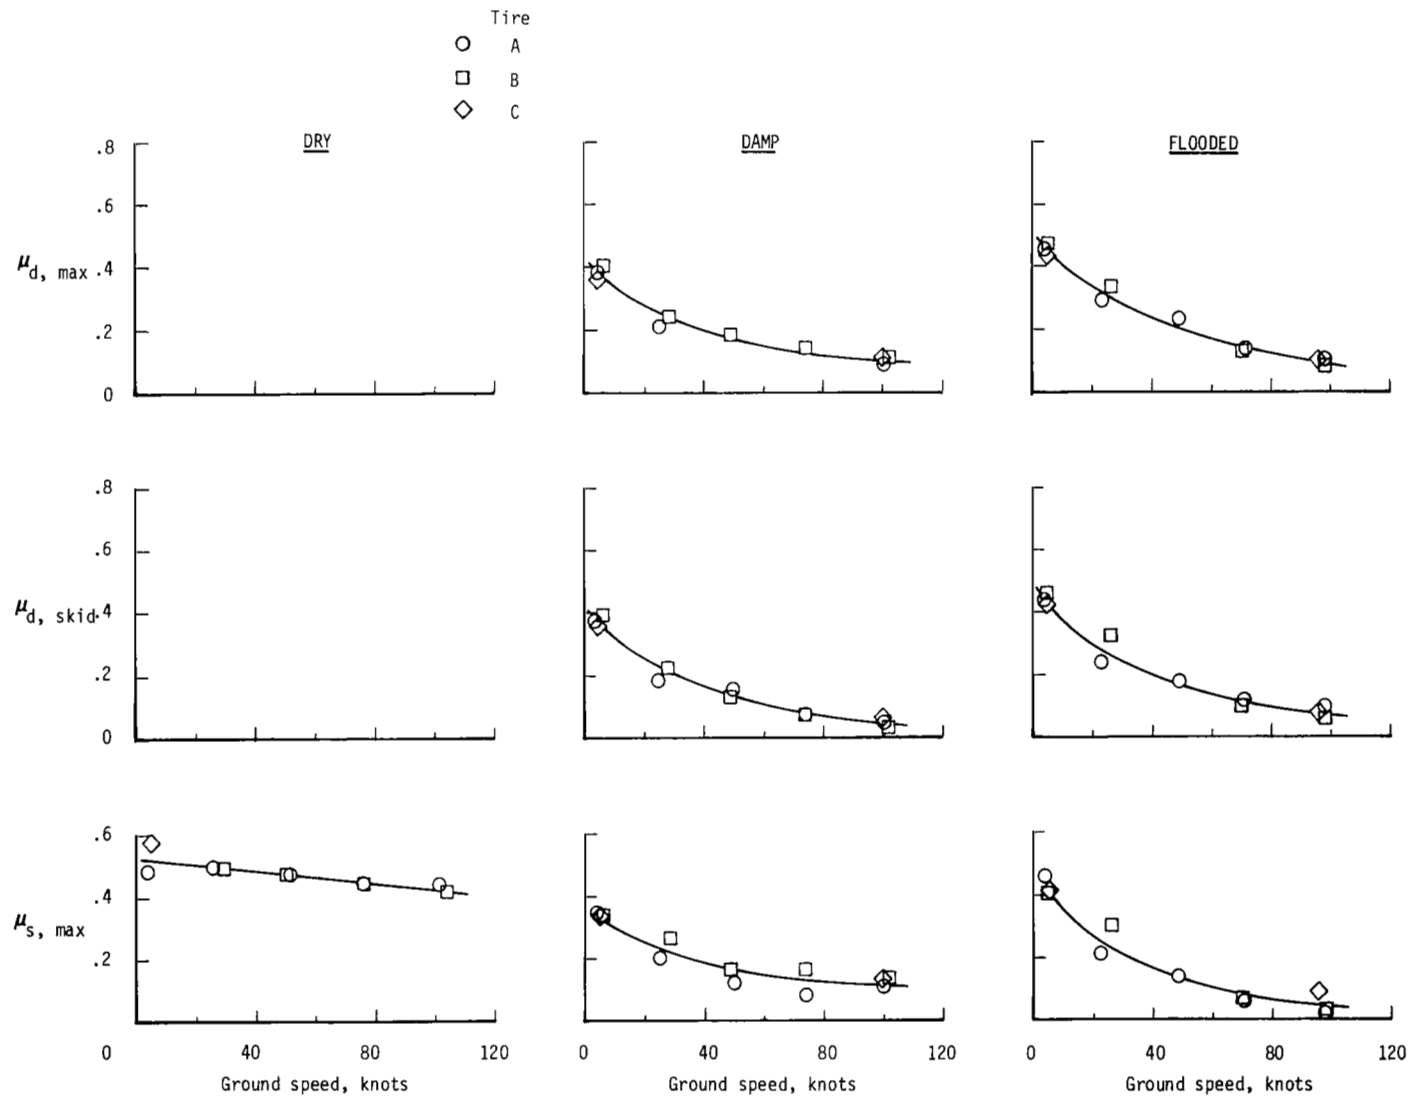 Tire
A
B
C
DRY DAMP FLOODED
.8
.6
μd, max .4
.2
0
.8
.6
μd, skid .4
.2
0
.6
.4
μs, max
.2
0 40 80 120 0 40 80 120 0 40 80 120
Ground speed, knots Ground speed, knots Ground speed, knots